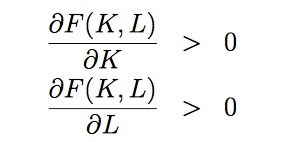 ∂F(K, L)/∂K > 0
∂F(K, L)/∂L > 0